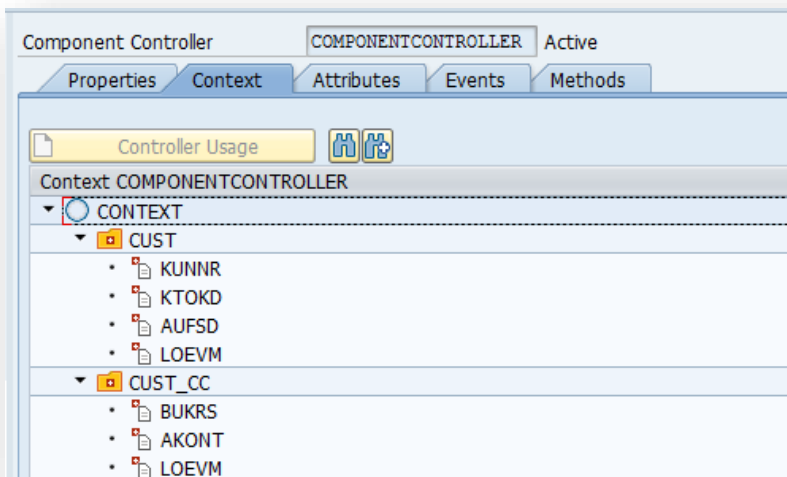 Component Controller COMPONENTCONTROLLER Active
Properties Context Attributes Events Methods
Controller Usage
Context COMPONENTCONTROLLER
CONTEXT
CUST
KUNNR
KTOKD
AUFSD
LOEVM
CUST_CC
BUKRS
AKONT
LOEVM